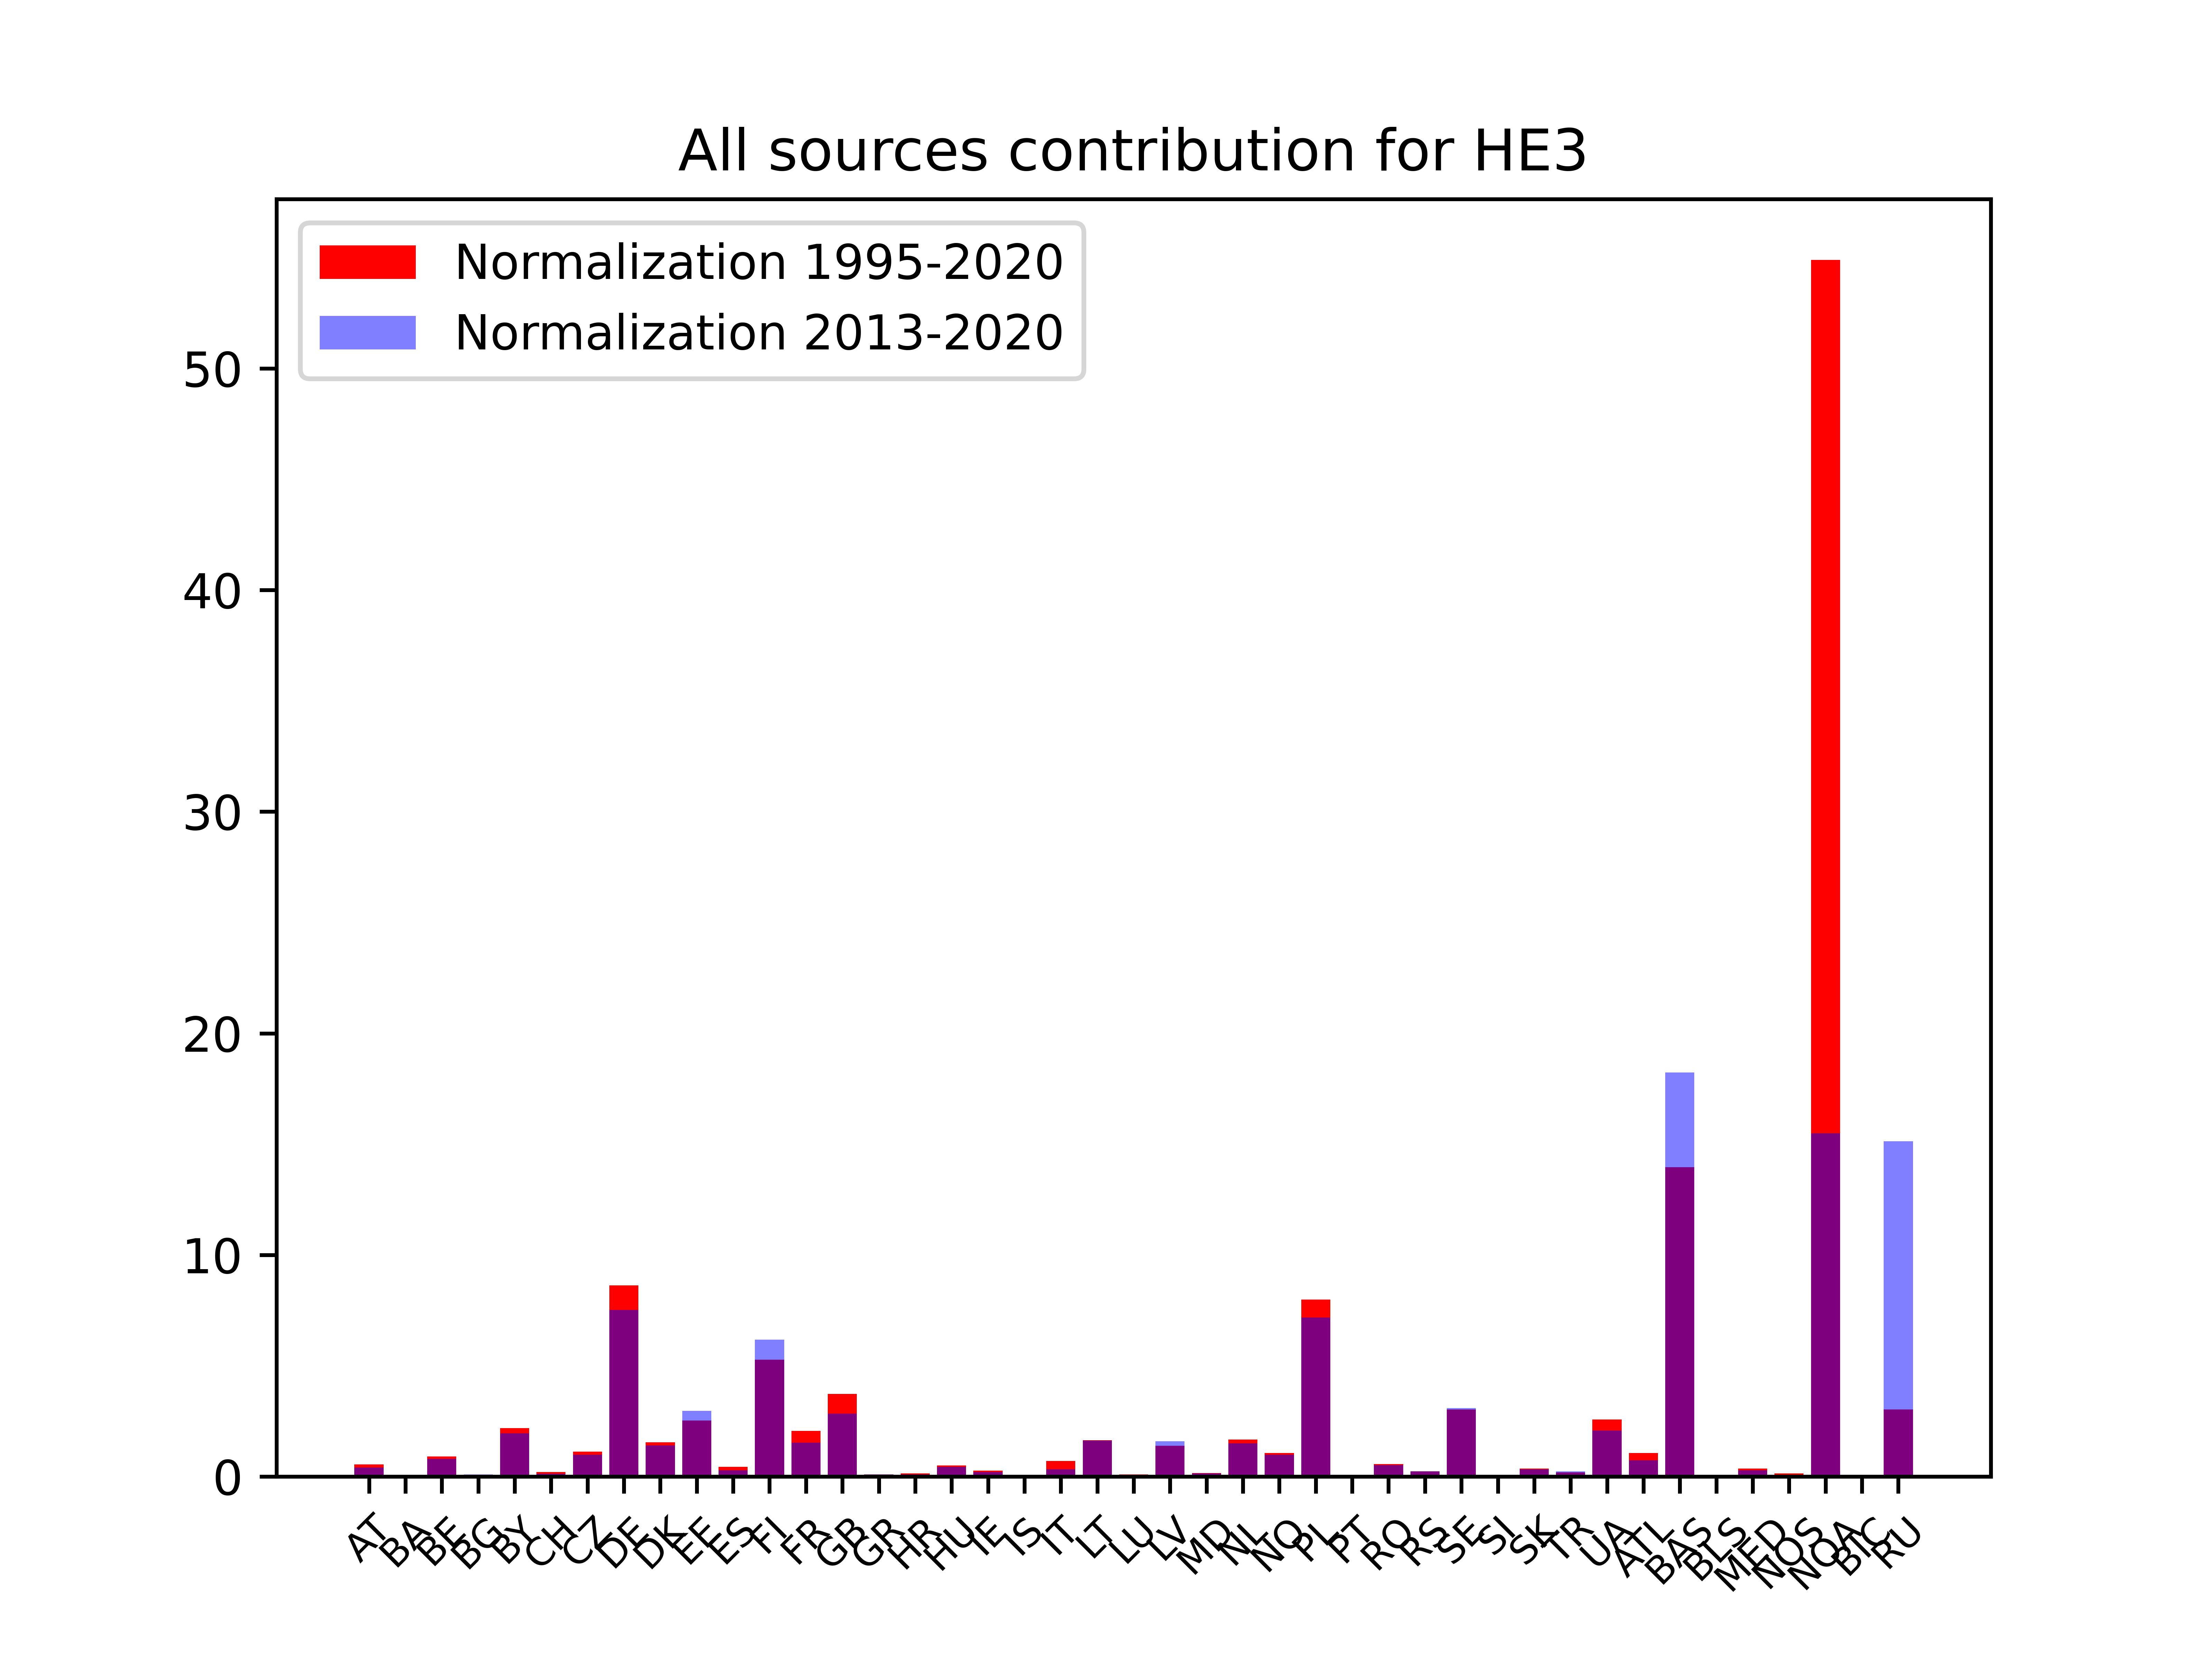 All sources contribution for HE3
Normalization 1995-2020
Normalization 2013-2020
50
40
30
20
10
0
AT
BA
BE
BG
BY
CH
CZ
DE
DK
EE
ES
FI
FR
GB
GR
HR
HU
IE
IS
IT
LT
LU
LV
MD
NL
NO
PL
PT
RO
RS
SE
SI
SK
TR
UA
ATL
BAS
BLS
MED
NOS
NOA
BIC
RU